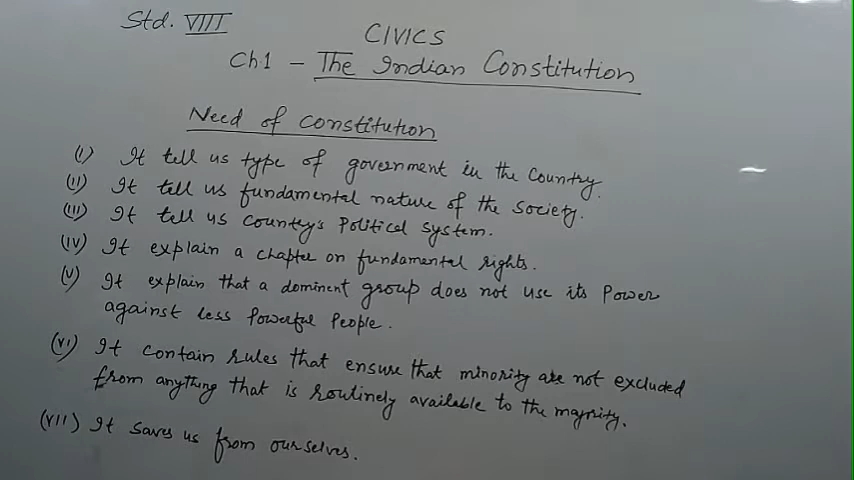 Std. VIII
CIVICS
Ch.1 - The Indian Constitution
Need of constitution
(I) It tell us type of government in the Country.
(II) It tell us fundamental nature of the Society.
(III) It tell us country's Political system.
(IV) It explain a chapter on fundamental rights.
(V) It explain that a dominent group does not use its Power
against less Powerful People.
(VI) It contain rules that ensure that minority are not excluded
from anything that is routinely available to the majority.
(VII) It saves us from ourselves.